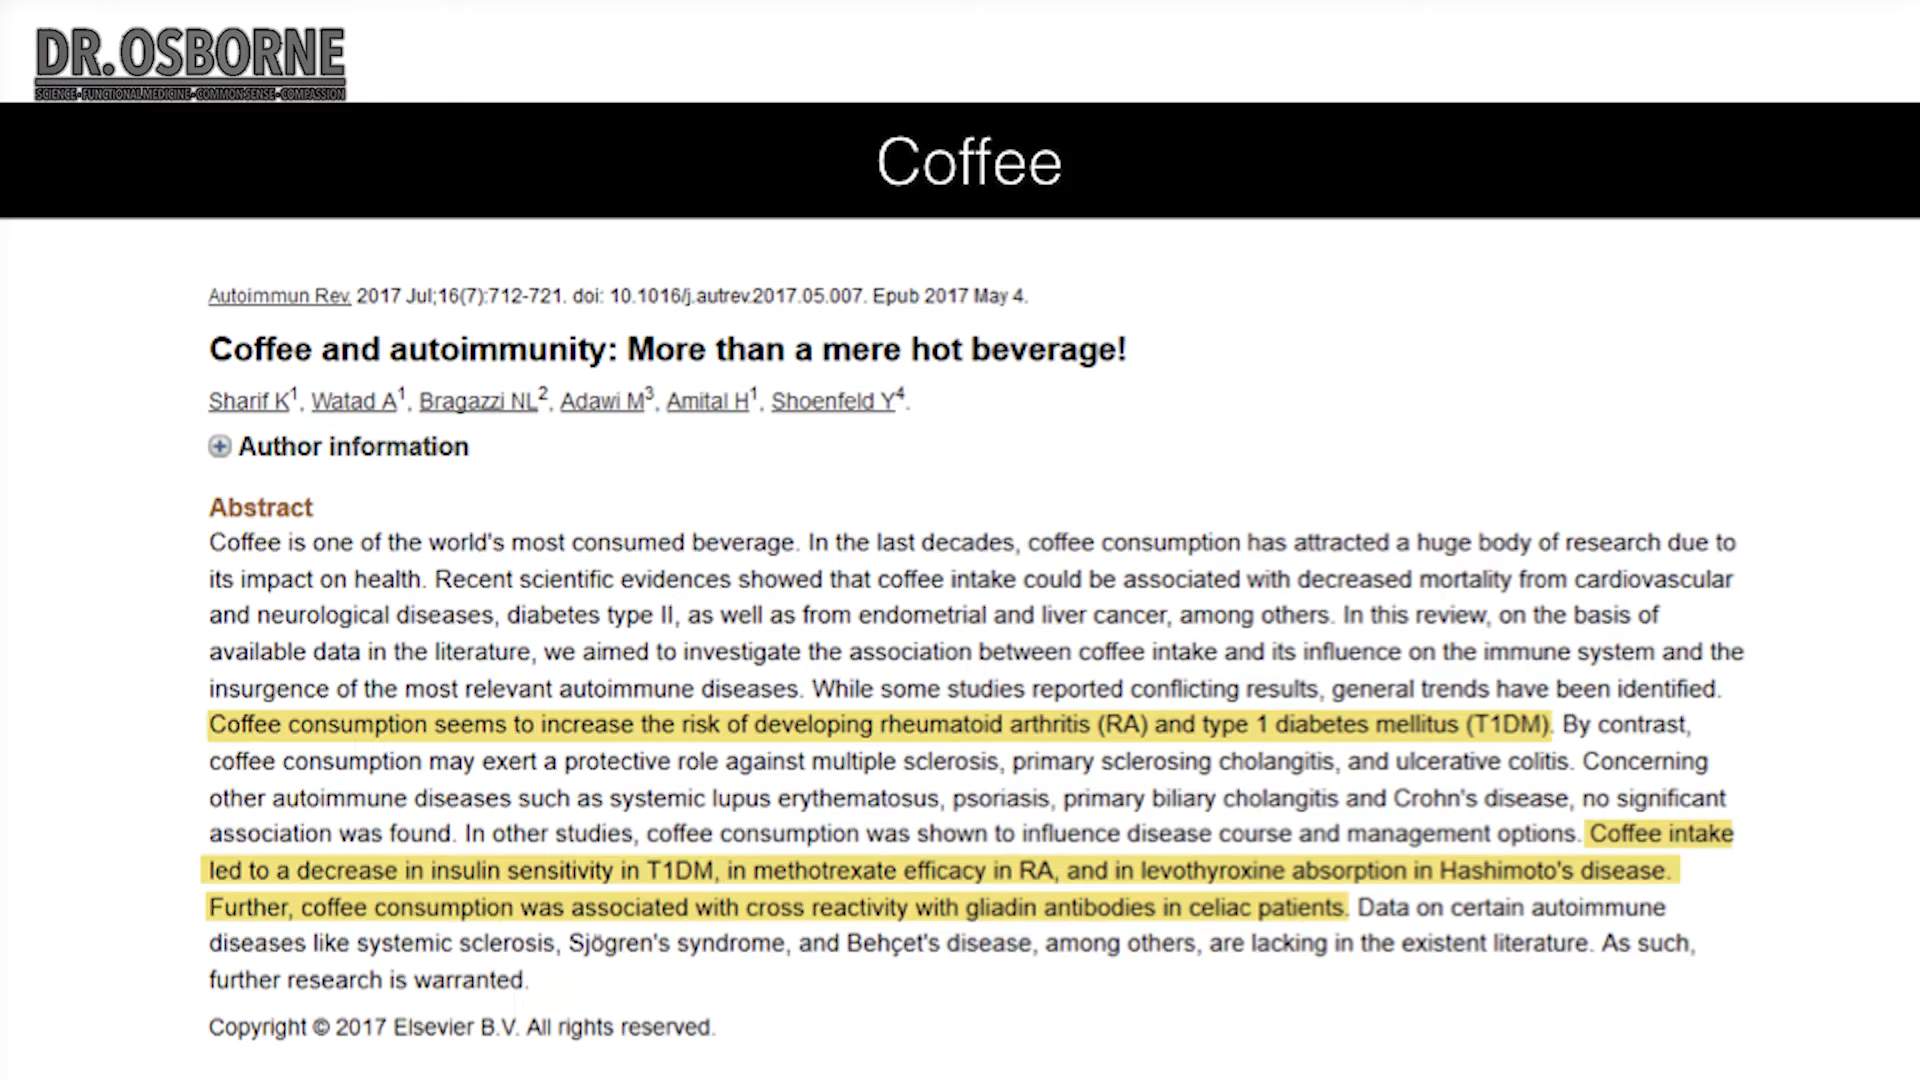 DR. OSBORNE
SCIENCE • FUNCTIONAL MEDICINE • COMMON SENSE • COMPASSION
Coffee
Autoimmun Rev. 2017 Jul;16(7):712-721. doi: 10.1016/j.autrev.2017.05.007. Epub 2017 May 4.
Coffee and autoimmunity: More than a mere hot beverage!
Sharif K1, Watad A1, Bragazzi NL2, Adawi M3, Amital H1, Shoenfeld Y4.
Author information
Abstract
Coffee is one of the world's most consumed beverage. In the last decades, coffee consumption has attracted a huge body of research due to
its impact on health. Recent scientific evidences showed that coffee intake could be associated with decreased mortality from cardiovascular
and neurological diseases, diabetes type II, as well as from endometrial and liver cancer, among others. In this review, on the basis of
available data in the literature, we aimed to investigate the association between coffee intake and its influence on the immune system and the
insurgence of the most relevant autoimmune diseases. While some studies reported conflicting results, general trends have been identified.
Coffee consumption seems to increase the risk of developing rheumatoid arthritis (RA) and type 1 diabetes mellitus (T1DM). By contrast,
coffee consumption may exert a protective role against multiple sclerosis, primary sclerosing cholangitis, and ulcerative colitis. Concerning
other autoimmune diseases such as systemic lupus erythematosus, psoriasis, primary biliary cholangitis and Crohn's disease, no significant
association was found. In other studies, coffee consumption was shown to influence disease course and management options. Coffee intake
led to a decrease in insulin sensitivity in T1DM, in methotrexate efficacy in RA, and in levothyroxine absorption in Hashimoto's disease.
Further, coffee consumption was associated with cross reactivity with gliadin antibodies in celiac patients. Data on certain autoimmune
diseases like systemic sclerosis, Sjögren's syndrome, and Behçet's disease, among others, are lacking in the existent literature. As such,
further research is warranted.
Copyright © 2017 Elsevier B.V. All rights reserved.